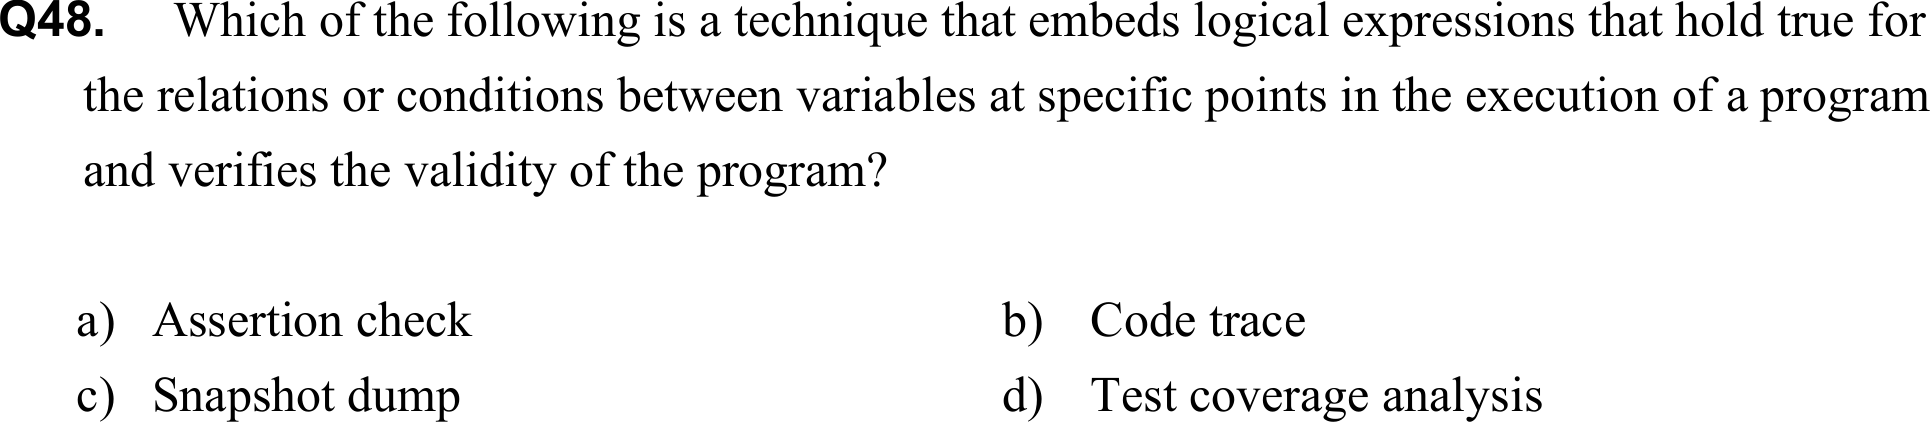 Q48. Which of the following is a technique that embeds logical expressions that hold true for
the relations or conditions between variables at specific points in the execution of a program
and verifies the validity of the program?
a) Assertion check b) Code trace
c) Snapshot dump d) Test coverage analysis